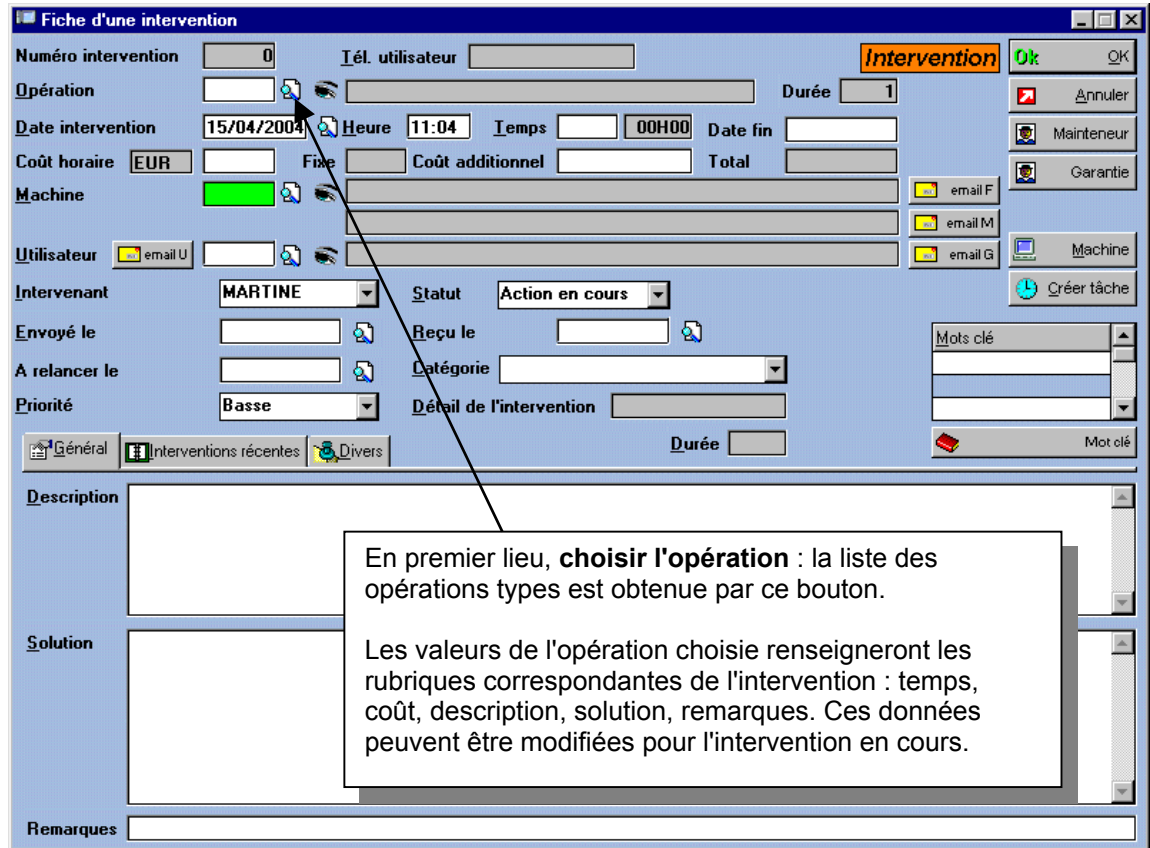 Fiche d'une intervention
Numéro intervention 0 Tél. utilisateur Intervention Ok OK
Opération Durée 1 Annuler
Date intervention 15/04/2004 Heure 11:04 Temps 00H00 Date fin Mainteneur
Coût horaire EUR Fixe Coût additionnel Total Garantie
Machine email F
email M
Utilisateur email U email G Machine
Intervenant MARTINE Statut Action en cours Créer tâche
Envoyé le Reçu le Mots clé
A relancer le Catégorie
Priorité Basse Détail de l'intervention
Général Interventions récentes Divers Durée Mot clé
Description
En premier lieu, choisir l'opération : la liste des
opérations types est obtenue par ce bouton.
Les valeurs de l'opération choisie renseigneront les
rubriques correspondantes de l'intervention : temps,
coût, description, solution, remarques. Ces données
peuvent être modifiées pour l'intervention en cours.
Solution
Remarques